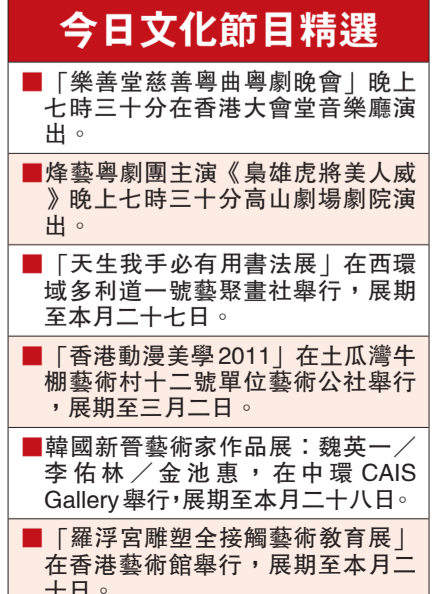 今日文化節目精選
■「樂善堂慈善粵曲粵劇晚會」晚上
七時三十分在香港大會堂音樂廳演
出。
■烽藝粵劇團主演《梟雄虎將美人威
》晚上七時三十分高山劇場劇院演
出。
■「天生我手必有用書法展」在西環
域多利道一號藝聚畫社舉行，展期
至本月二十七日。
■「香港動漫美學2011」在土瓜灣牛
棚藝術村十二號單位藝術公社舉行
，展期至三月二日。
■韓國新晉藝術家作品展：魏英一／
李佑林／金池惠，在中環 CAIS
Gallery舉行，展期至本月二十八日。
■「羅浮宮雕塑全接觸藝術教育展」
在香港藝術館舉行，展期至本月二
十日。